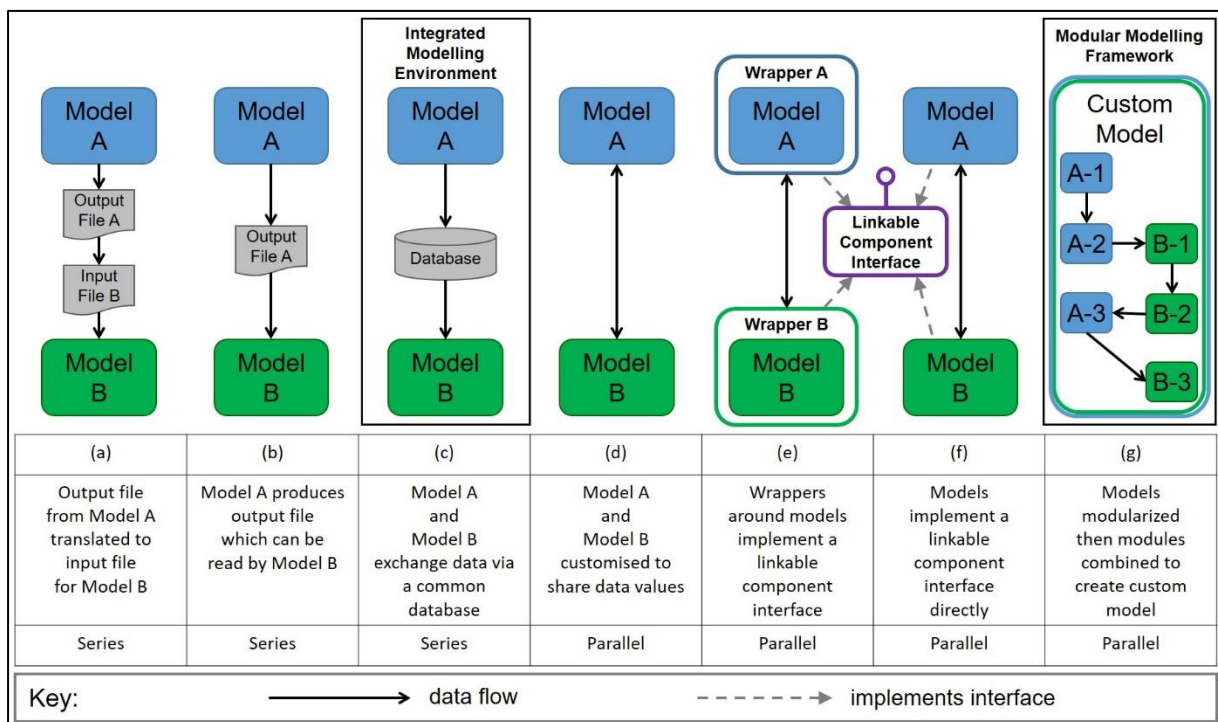 Integrated
Modelling
Environment
Modular Modelling
Framework
Model
A
Output
File A
Input
File B
Model
B
Model
A
Output
File A
Model
B
Model
A
Database
Model
B
Model
A
Model
B
Wrapper A
Model
A
Wrapper B
Model
B
Linkable
Component
Interface
Model
A
Model
B
Custom
Model
A-1
A-2
B-1
A-3
B-2
B-3
(a)
(b)
(c)
(d)
(e)
(f)
(g)
Output file
from Model A
translated to
input file
for Model B
Model A produces
output file
which can be
read by Model B
Model A
and
Model B
exchange data via
a common
database
Model A
and
Model B
customised to
share data values
Wrappers
around models
implement a
linkable
component
interface
Models
implement a
linkable
component
interface
directly
Models
modularized
then modules
combined to
create custom
model
Series
Series
Series
Parallel
Parallel
Parallel
Parallel
Key:
data flow
implements interface